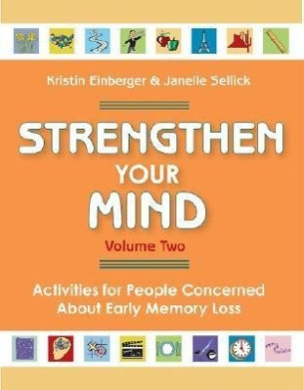 Kristin Einberger & Janelle Sellick
STRENGTHEN
YOUR
MIND
Volume Two
Activities for People Concerned
About Early Memory Loss